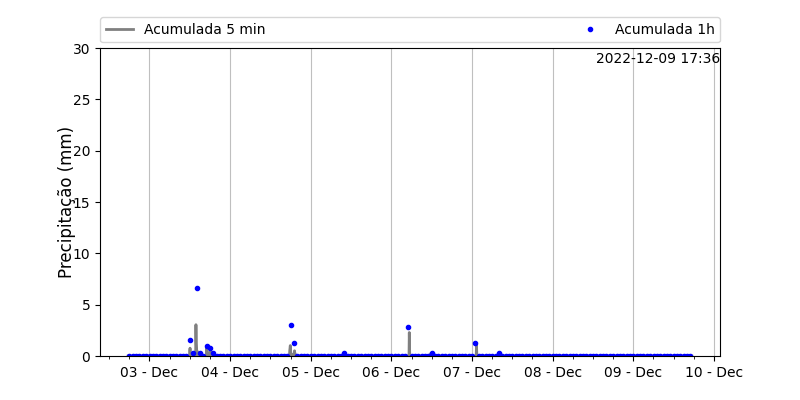 Acumulada 5 min
Acumulada 1h
2022-12-09 17:36
Precipitação (mm)
30
25
20
15
10
5
0
03 - Dec
04 - Dec
05 - Dec
06 - Dec
07 - Dec
08 - Dec
09 - Dec
10 - Dec